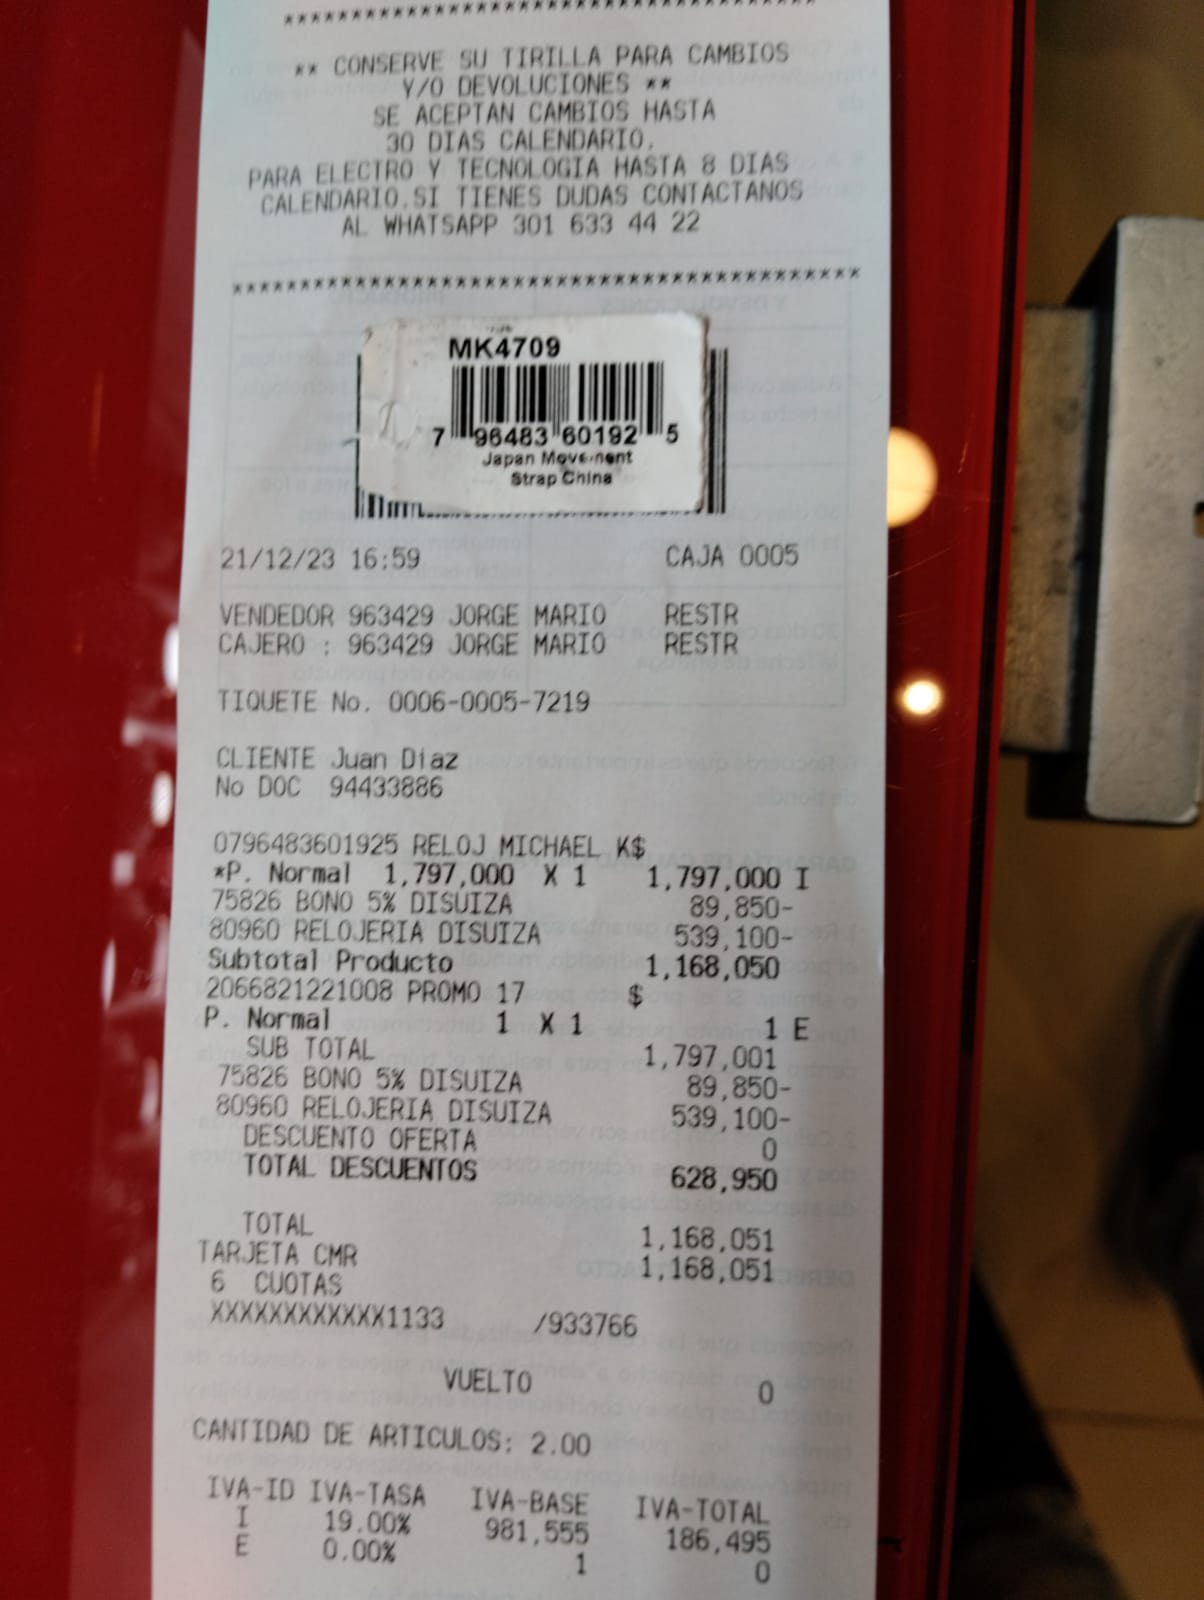 ****************************************
** CONSERVE SU TIRILLA PARA CAMBIOS
Y/O DEVOLUCIONES **
SE ACEPTAN CAMBIOS HASTA
30 DIAS CALENDARIO.
PARA ELECTRO Y TECNOLOGIA HASTA 8 DIAS
CALENDARIO.SI TIENES DUDAS CONTACTANOS
AL WHATSAPP 301 633 44 22
********************************************
MK4709
7 96483 60192 5
Japan Movement
Strap China
21/12/23 16:59 CAJA 0005
VENDEDOR 963429 JORGE MARIO RESTR
CAJERO : 963429 JORGE MARIO RESTR
TIQUETE No. 0006-0005-7219
CLIENTE Juan Diaz
No DOC 94433886
0796483601925 RELOJ MICHAEL K$
*P. Normal 1,797,000 X 1 1,797,000 I
75826 BONO 5% DISUIZA 89,850-
80960 RELOJERIA DISUIZA 539,100-
Subtotal Producto 1,168,050
2066821221008 PROMO 17 $
P. Normal 1 X 1 1 E
SUB TOTAL 1,797,001
75826 BONO 5% DISUIZA 89,850-
80960 RELOJERIA DISUIZA 539,100-
DESCUENTO OFERTA 0
TOTAL DESCUENTOS 628,950
TOTAL 1,168,051
TARJETA CMR 1,168,051
6 CUOTAS
XXXXXXXXXXXX1133 /933766
VUELTO 0
CANTIDAD DE ARTICULOS: 2.00
IVA-ID IVA-TASA IVA-BASE IVA-TOTAL
I 19.00% 981,555 186,495
E 0.00% 1 0